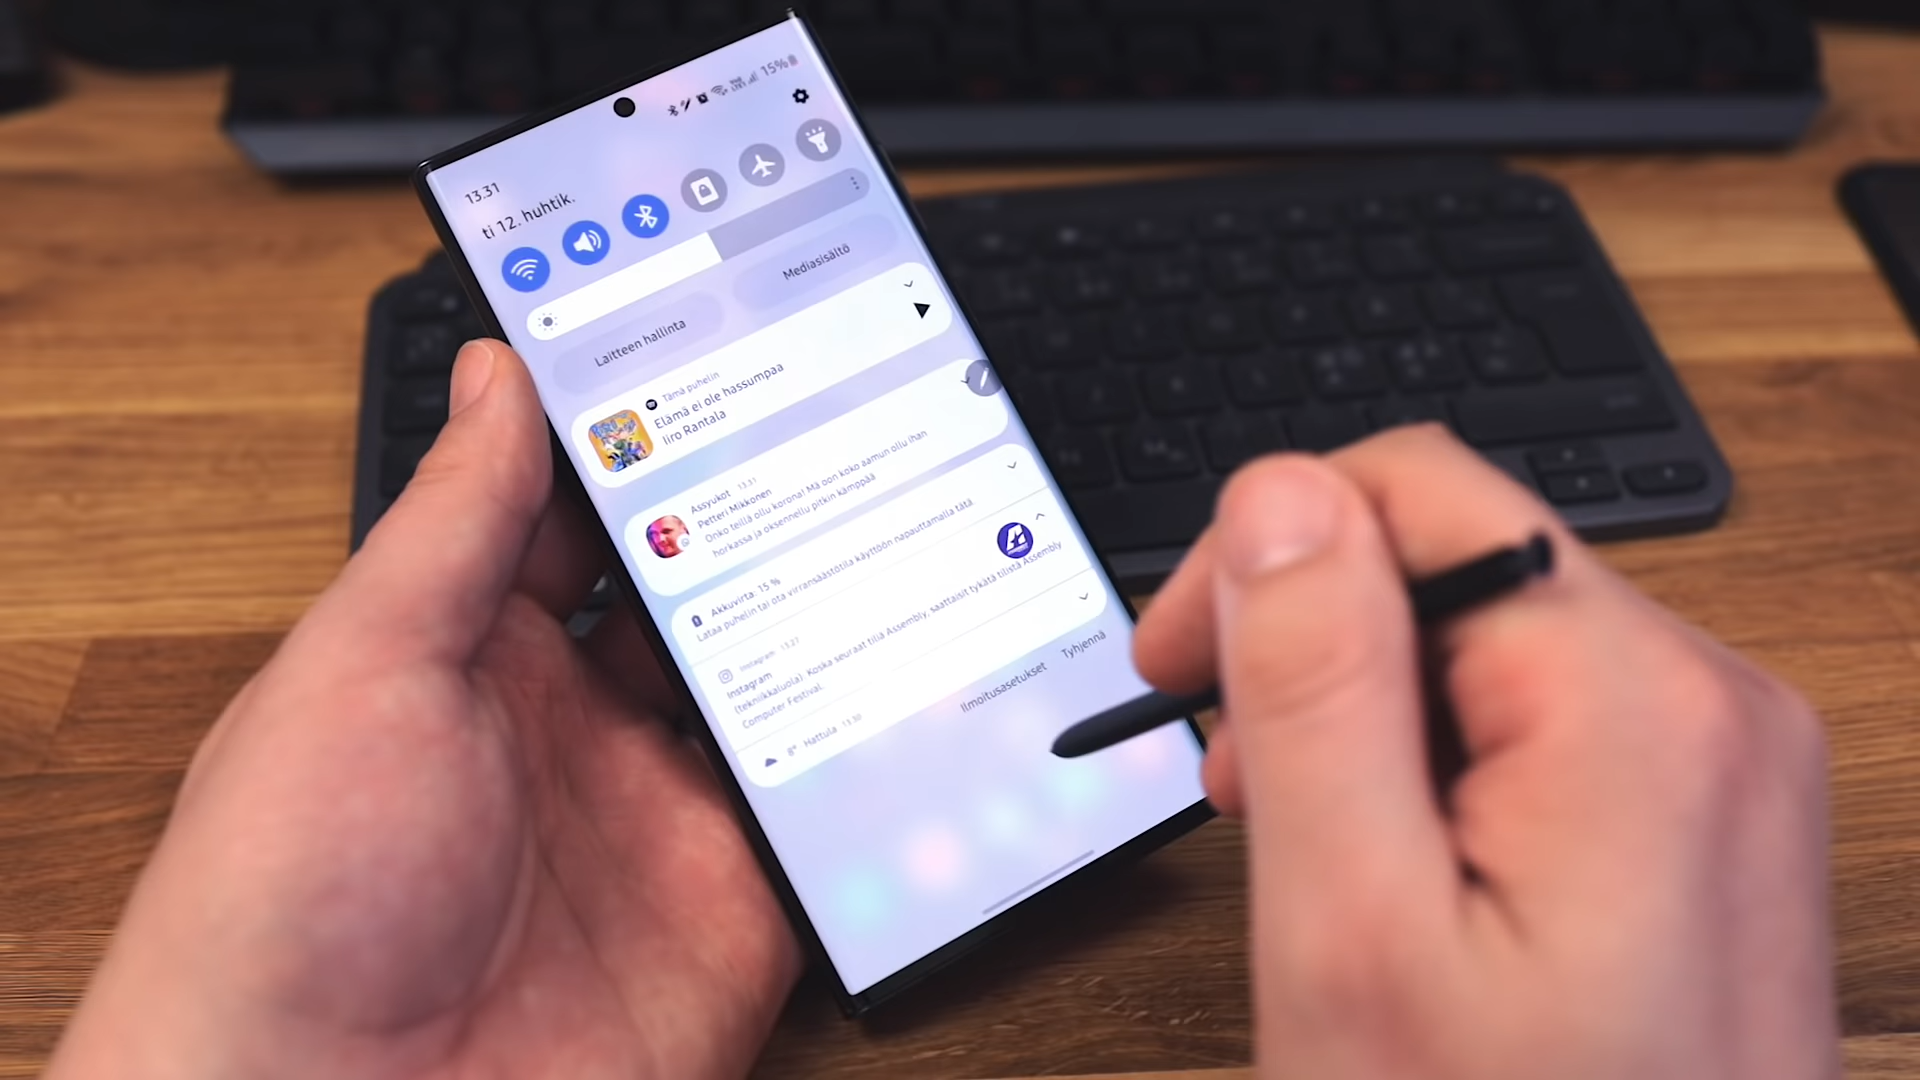 15%
13.31
ti 12. huhtik.
Mediasisältö
Laitteen hallinta
Tämä puhelin
Elämä ei ole hassumpaa
Iiro Rantala
Assyukot 13.31
Petteri Mikkonen
Onko teillä ollu korona! Mä oon koko aamun ollu ihan
horkassa ja oksennellu pitkin kämppää
Akkuvirta: 15 %
Lataa puhelin tai ota virransäästötila käyttöön napauttamalla tätä
Instagram 13.27
Instagram
(tekniikkaluola): Koska seuraat tiliä Assembly, saattaisit tykätä tilistä Assembly
Computer Festival.
8° Hattula 13.30
Ilmoitusasetukset Tyhjennä